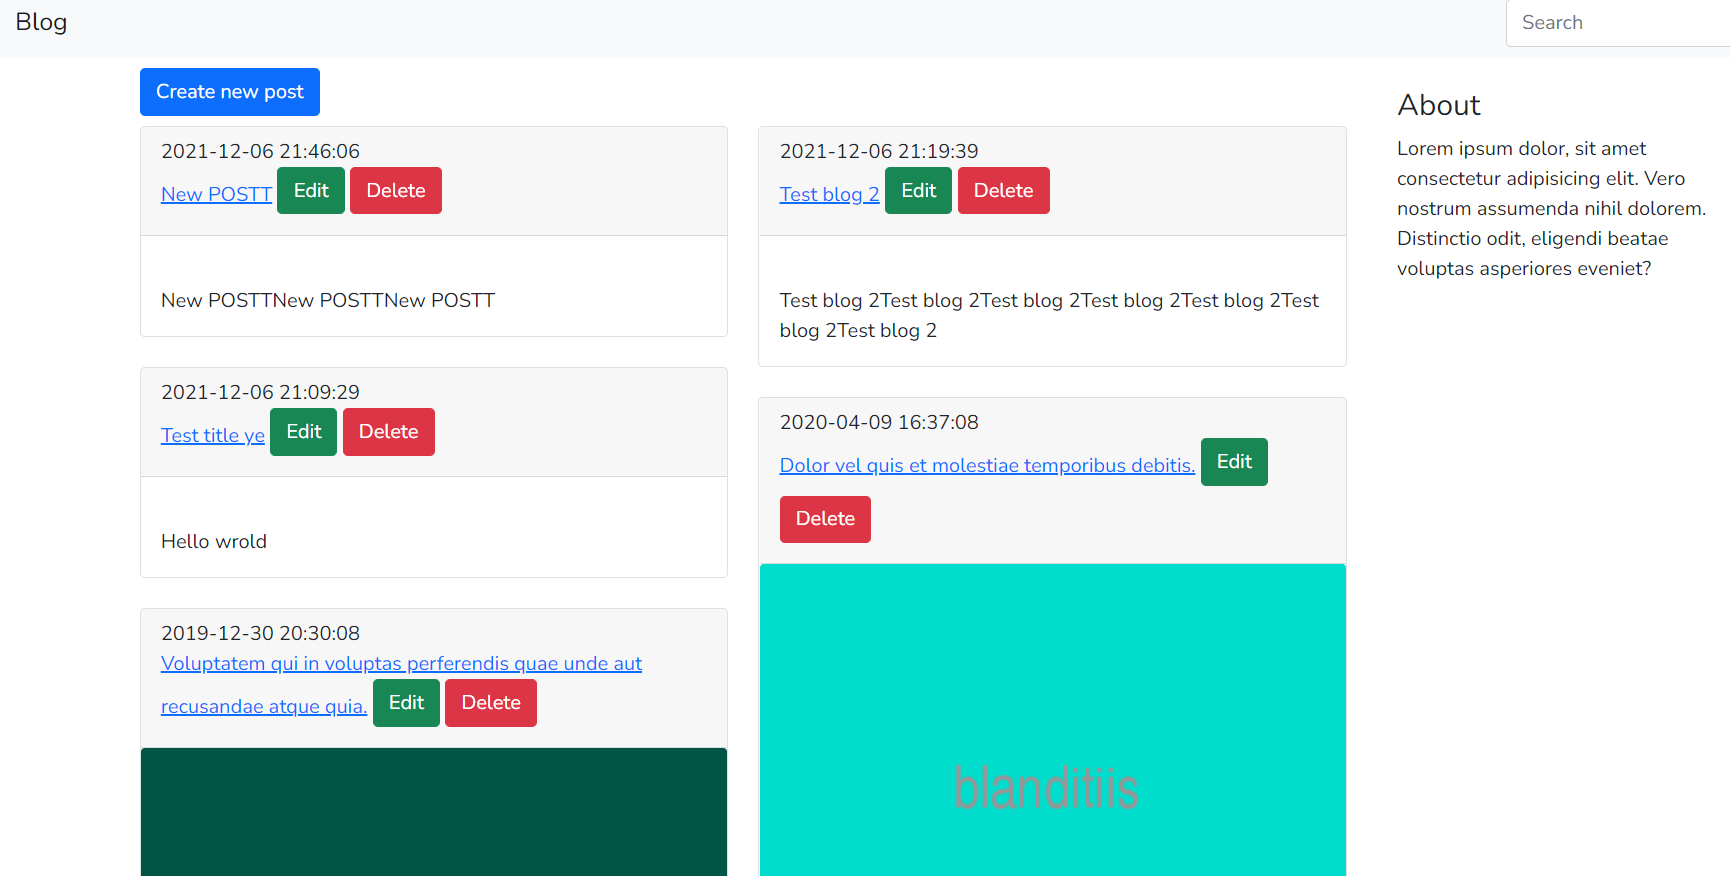 Blog
Search
Create new post
2021-12-06 21:46:06
New POSTT Edit Delete
New POSTTNew POSTTNew POSTT
2021-12-06 21:09:29
Test title ye Edit Delete
Hello wrold
2019-12-30 20:30:08
Voluptatem qui in voluptas perferendis quae unde aut
recusandae atque quia. Edit Delete
2021-12-06 21:19:39
Test blog 2 Edit Delete
Test blog 2Test blog 2Test blog 2Test blog 2Test blog 2Test
blog 2Test blog 2
2020-04-09 16:37:08
Dolor vel quis et molestiae temporibus debitis. Edit
Delete
blanditiis
About
Lorem ipsum dolor, sit amet
consectetur adipisicing elit. Vero
nostrum assumenda nihil dolorem.
Distinctio odit, eligendi beatae
voluptas asperiores eveniet?